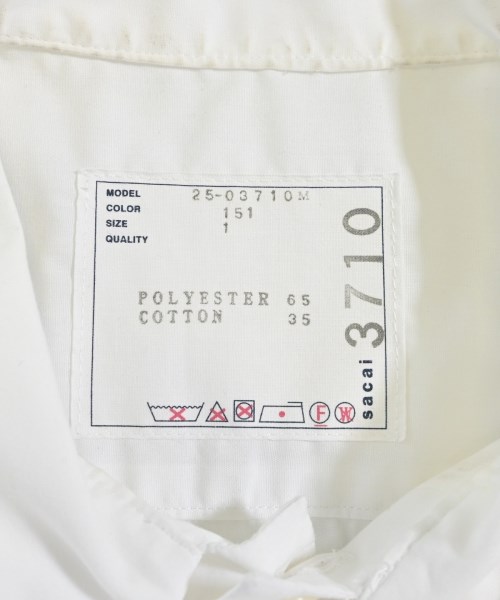 MODEL 25-03710M
COLOR 151
SIZE 1
QUALITY
POLYESTER 65
COTTON 35
3710
sacai
F W